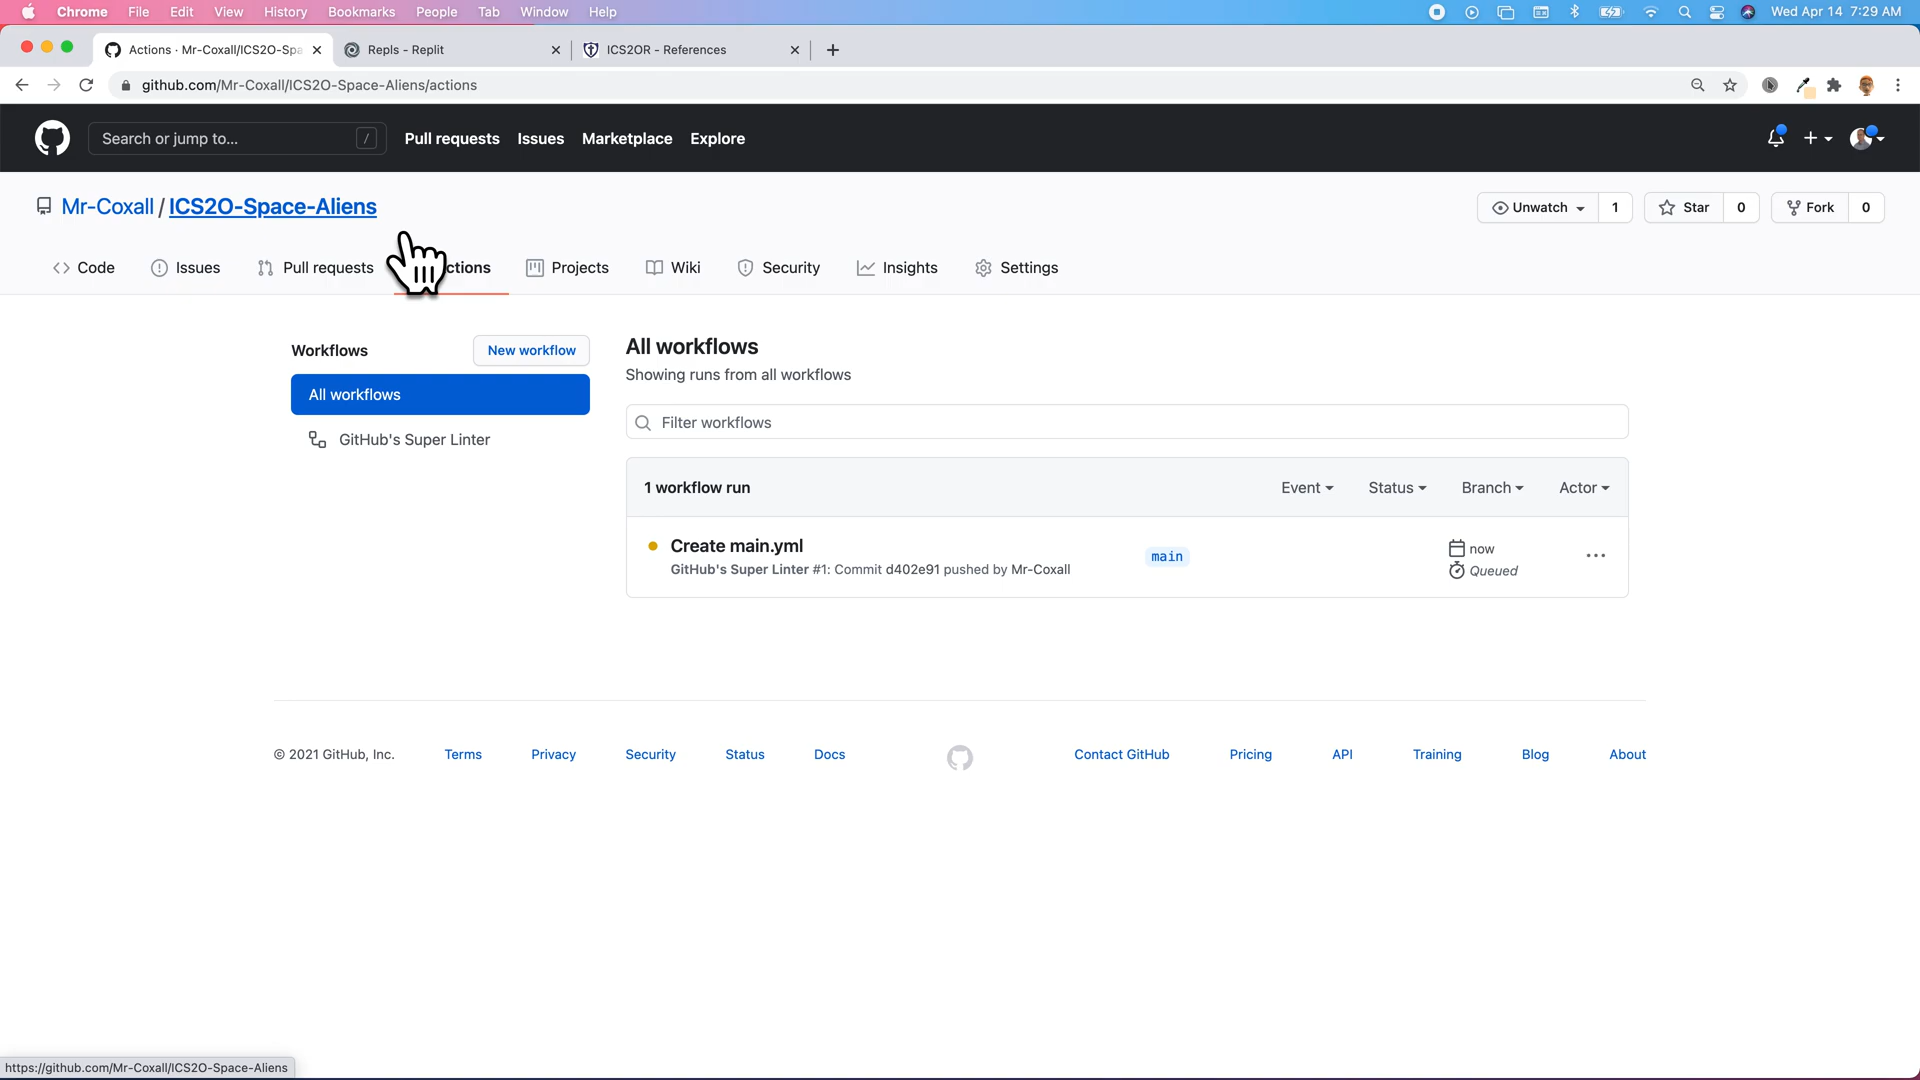 Chrome File Edit View History Bookmarks People Tab Window Help Wed Apr 14 7:29 AM
Actions · Mr-Coxall/ICS2O-Spa Repls - Replit ICS2OR - References
github.com/Mr-Coxall/ICS2O-Space-Aliens/actions
Search or jump to... / Pull requests Issues Marketplace Explore
Mr-Coxall / ICS2O-Space-Aliens Unwatch 1 Star 0 Fork 0
Code Issues Pull requests ctions Projects Wiki Security Insights Settings
Workflows New workflow
All workflows
GitHub's Super Linter
All workflows
Showing runs from all workflows
Filter workflows
1 workflow run Event Status Branch Actor
Create main.yml main now
GitHub's Super Linter #1: Commit d402e91 pushed by Mr-Coxall Queued
© 2021 GitHub, Inc. Terms Privacy Security Status Docs Contact GitHub Pricing API Training Blog About
https://github.com/Mr-Coxall/ICS2O-Space-Aliens